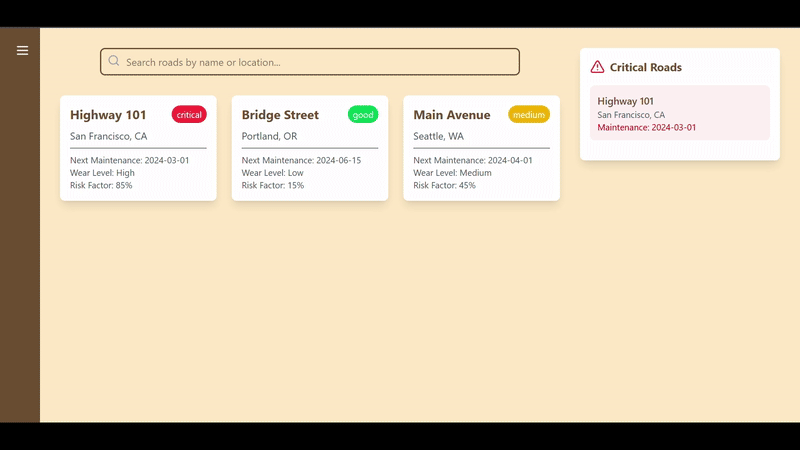 Search roads by name or location...
Highway 101
critical
San Francisco, CA
Next Maintenance: 2024-03-01
Wear Level: High
Risk Factor: 85%
Bridge Street
good
Portland, OR
Next Maintenance: 2024-06-15
Wear Level: Low
Risk Factor: 15%
Main Avenue
medium
Seattle, WA
Next Maintenance: 2024-04-01
Wear Level: Medium
Risk Factor: 45%
Critical Roads
Highway 101
San Francisco, CA
Maintenance: 2024-03-01